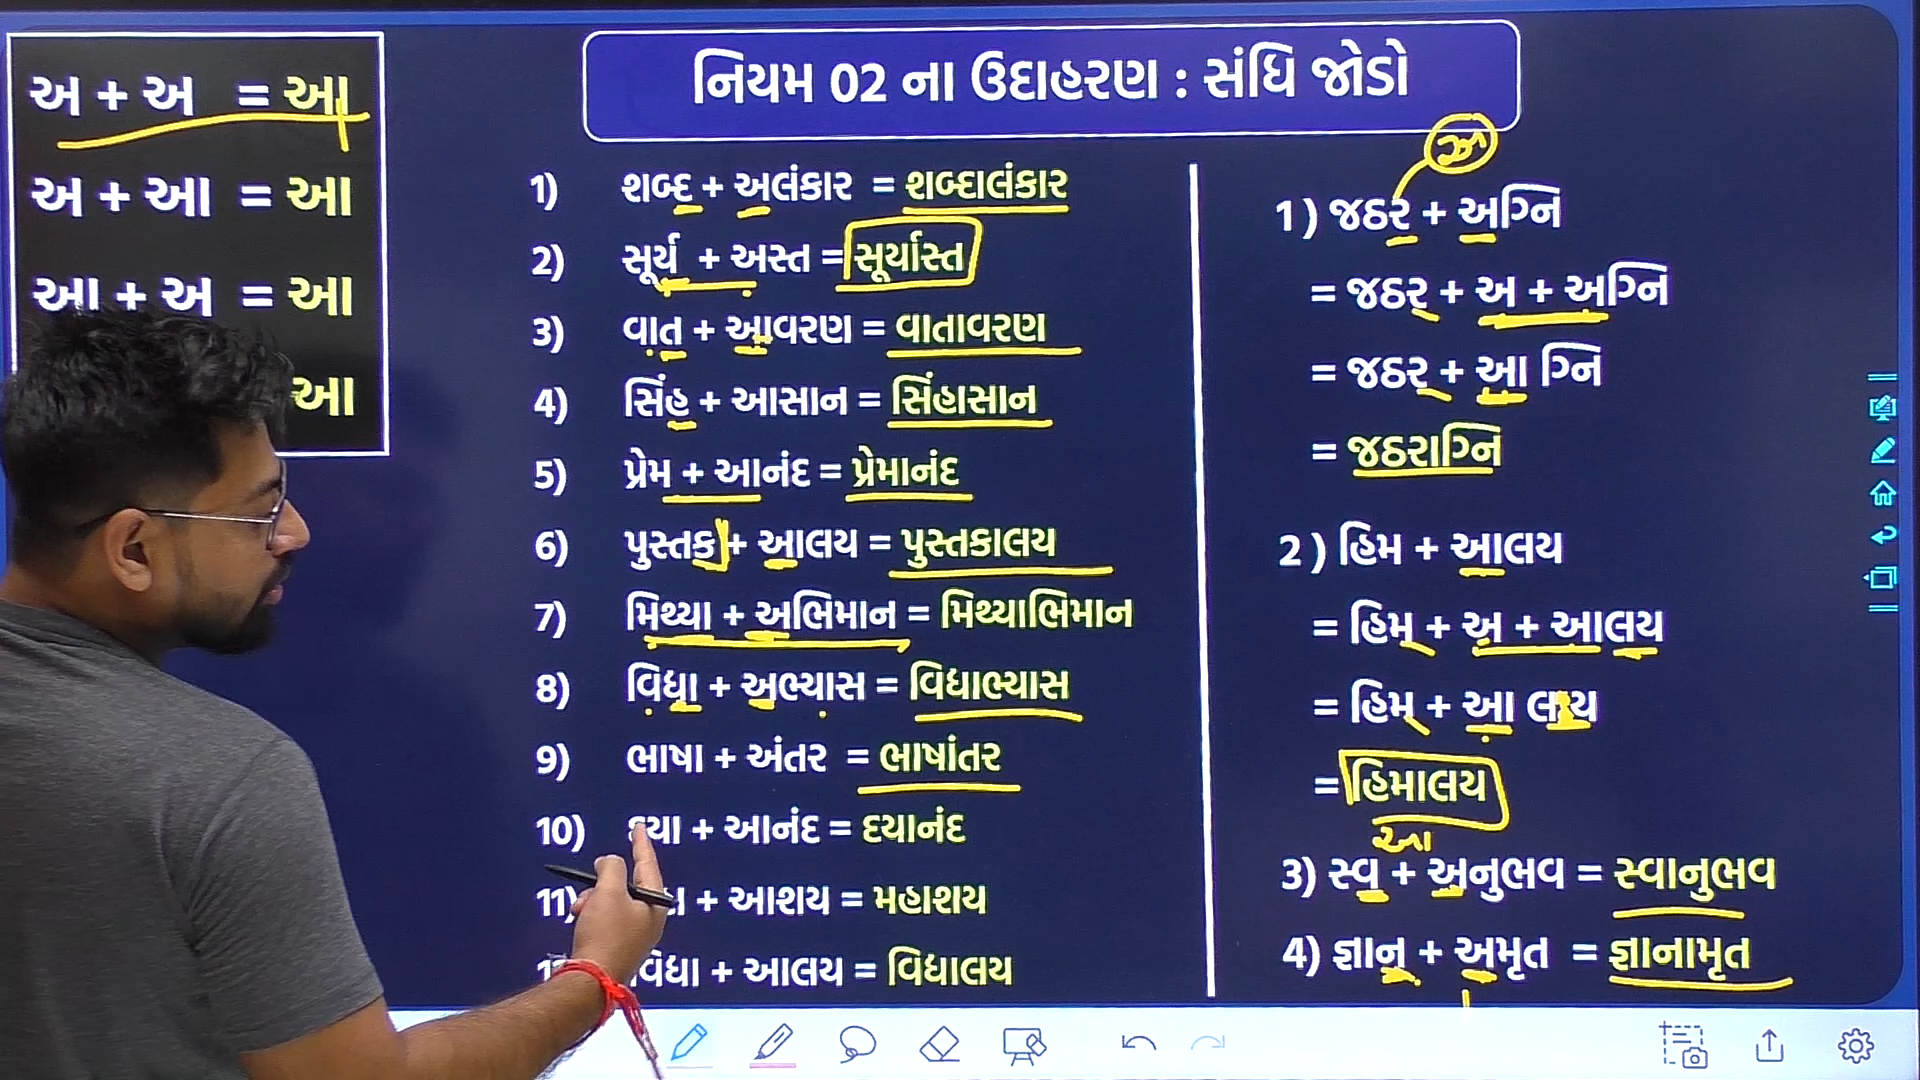 અ + અ = આ
અ + આ = આ
આ + અ = આ
આ
નિયમ 02 ના ઉદાહરણ : સંધિ જોડો
1) શબ્દ + અલંકાર = શબ્દાલંકાર
2) સૂર્ય + અસ્ત = સૂર્યાસ્ત
3) વાત + આવરણ = વાતાવરણ
4) સિંહ + આસાન = સિંહાસાન
5) પ્રેમ + આનંદ = પ્રેમાનંદ
6) પુસ્તક + આલય = પુસ્તકાલય
7) મિથ્યા + અભિમાન = મિથ્યાભિમાન
8) વિદ્યા + અભ્યાસ = વિદ્યાભ્યાસ
9) ભાષા + અંતર = ભાષાંતર
10) દયા + આનંદ = દયાનંદ
11) + આશય = મહાશય
વિદ્યા + આલય = વિદ્યાલય
અ
1) જઠર + અગ્નિ
= જઠર્ + અ + અગ્નિ
= જઠર્ + આ ગ્નિ
= જઠરાગ્નિ
2) હિમ + આલય
= હિમ્ + અ + આલય
= હિમ્ + આ લય
= હિમાલય
આ
3) સ્વ + અનુભવ = સ્વાનુભવ
4) જ્ઞાન + અમૃત = જ્ઞાનામૃત